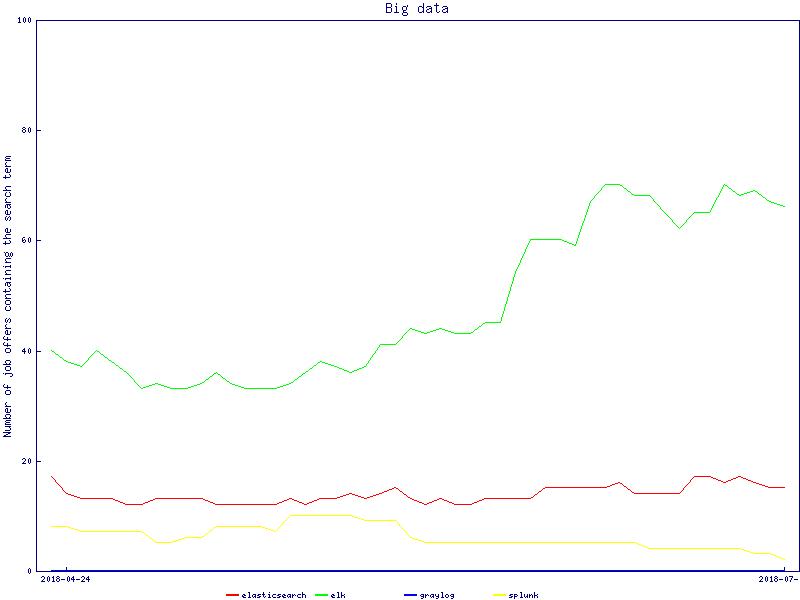 Big data
100
80
60
40
20
0
Number of job offers containing the search term
2018-04-24 2018-07-
elasticsearch elk graylog splunk